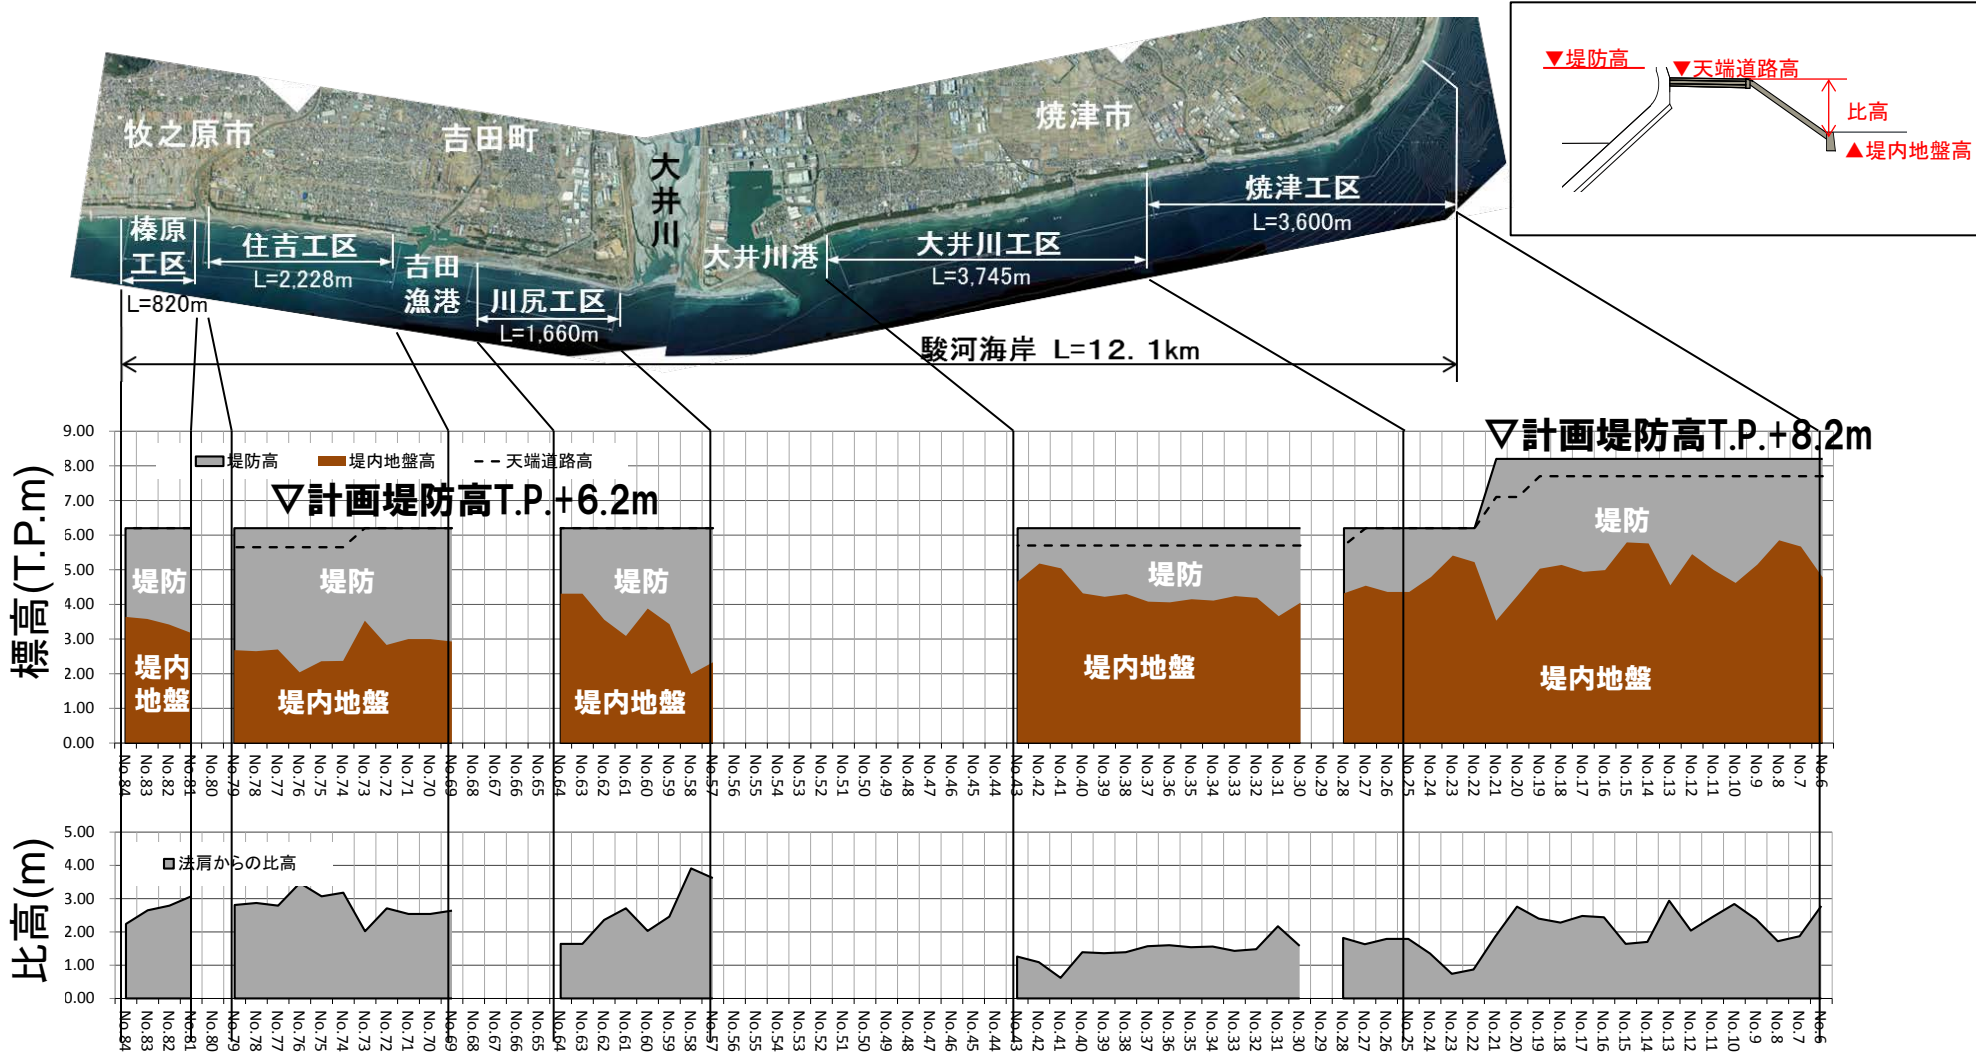 牧之原市
吉田町
大井川
焼津市
榛原
工区
L=820m
住吉工区
L=2,228m
吉田
漁港
川尻工区
L=1,660m
大井川港
大井川工区
L=3,745m
焼津工区
L=3,600m
駿河海岸 L=12.1km
▼堤防高
▼天端道路高
比高
▲堤内地盤高
標高(T.P.m)
9.00
8.00
7.00
6.00
5.00
4.00
3.00
2.00
1.00
0.00
堤防高 堤内地盤高 天端道路高
▽計画堤防高T.P.+6.2m
▽計画堤防高T.P.+8.2m
堤防
堤防
堤防
堤防
堤防
堤内
地盤
堤内地盤
堤内地盤
堤内地盤
堤内地盤
No.84 No.83 No.82 No.81 No.80 No.79 No.78 No.77 No.76 No.75 No.74 No.73 No.72 No.71 No.70 No.69 No.68 No.67 No.66 No.65 No.64 No.63 No.62 No.61 No.60 No.59 No.58 No.57 No.56 No.55 No.54 No.53 No.52 No.51 No.50 No.49 No.48 No.47 No.46 No.45 No.44 No.43 No.42 No.41 No.40 No.39 No.38 No.37 No.36 No.35 No.34 No.33 No.32 No.31 No.30 No.29 No.28 No.27 No.26 No.25 No.24 No.23 No.22 No.21 No.20 No.19 No.18 No.17 No.16 No.15 No.14 No.13 No.12 No.11 No.10 No.9 No.8 No.7 No.6
比高(m)
5.00
4.00
3.00
2.00
1.00
0.00
法肩からの比高
No.84 No.83 No.82 No.81 No.80 No.79 No.78 No.77 No.76 No.75 No.74 No.73 No.72 No.71 No.70 No.69 No.68 No.67 No.66 No.65 No.64 No.63 No.62 No.61 No.60 No.59 No.58 No.57 No.56 No.55 No.54 No.53 No.52 No.51 No.50 No.49 No.48 No.47 No.46 No.45 No.44 No.43 No.42 No.41 No.40 No.39 No.38 No.37 No.36 No.35 No.34 No.33 No.32 No.31 No.30 No.29 No.28 No.27 No.26 No.25 No.24 No.23 No.22 No.21 No.20 No.19 No.18 No.17 No.16 No.15 No.14 No.13 No.12 No.11 No.10 No.9 No.8 No.7 No.6